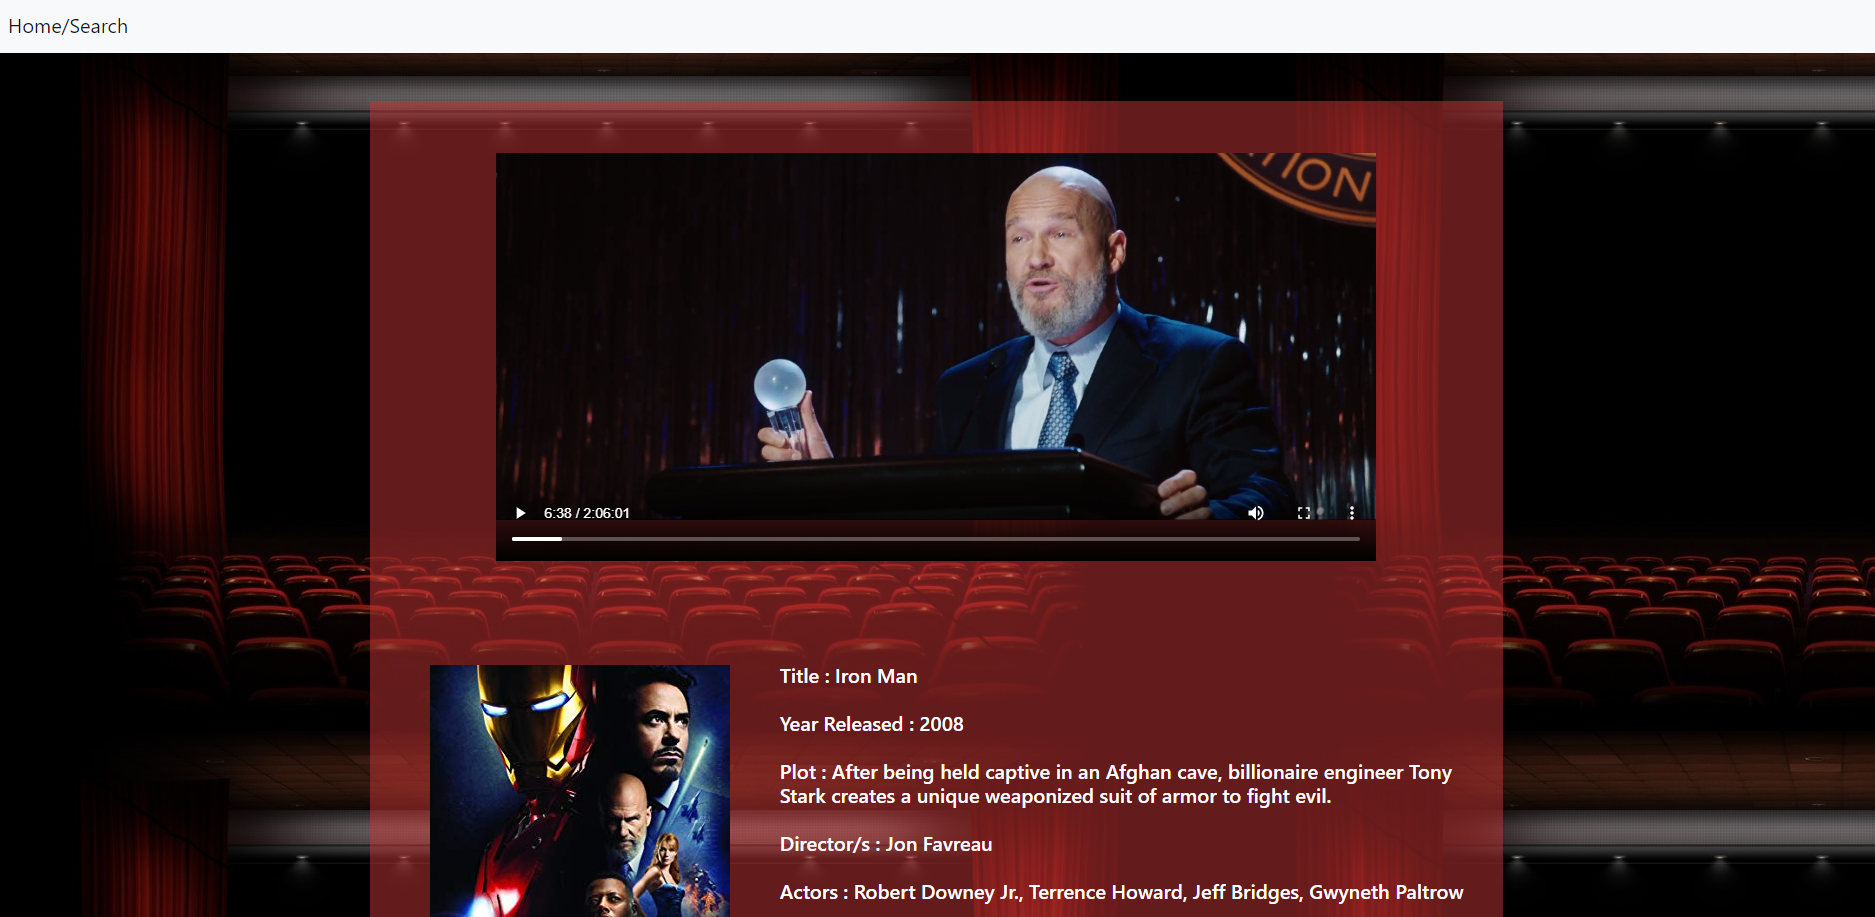 Home/Search
TION
6:38 / 2:06:01
Title : Iron Man
Year Released : 2008
Plot : After being held captive in an Afghan cave, billionaire engineer Tony
Stark creates a unique weaponized suit of armor to fight evil.
Director/s : Jon Favreau
Actors : Robert Downey Jr., Terrence Howard, Jeff Bridges, Gwyneth Paltrow